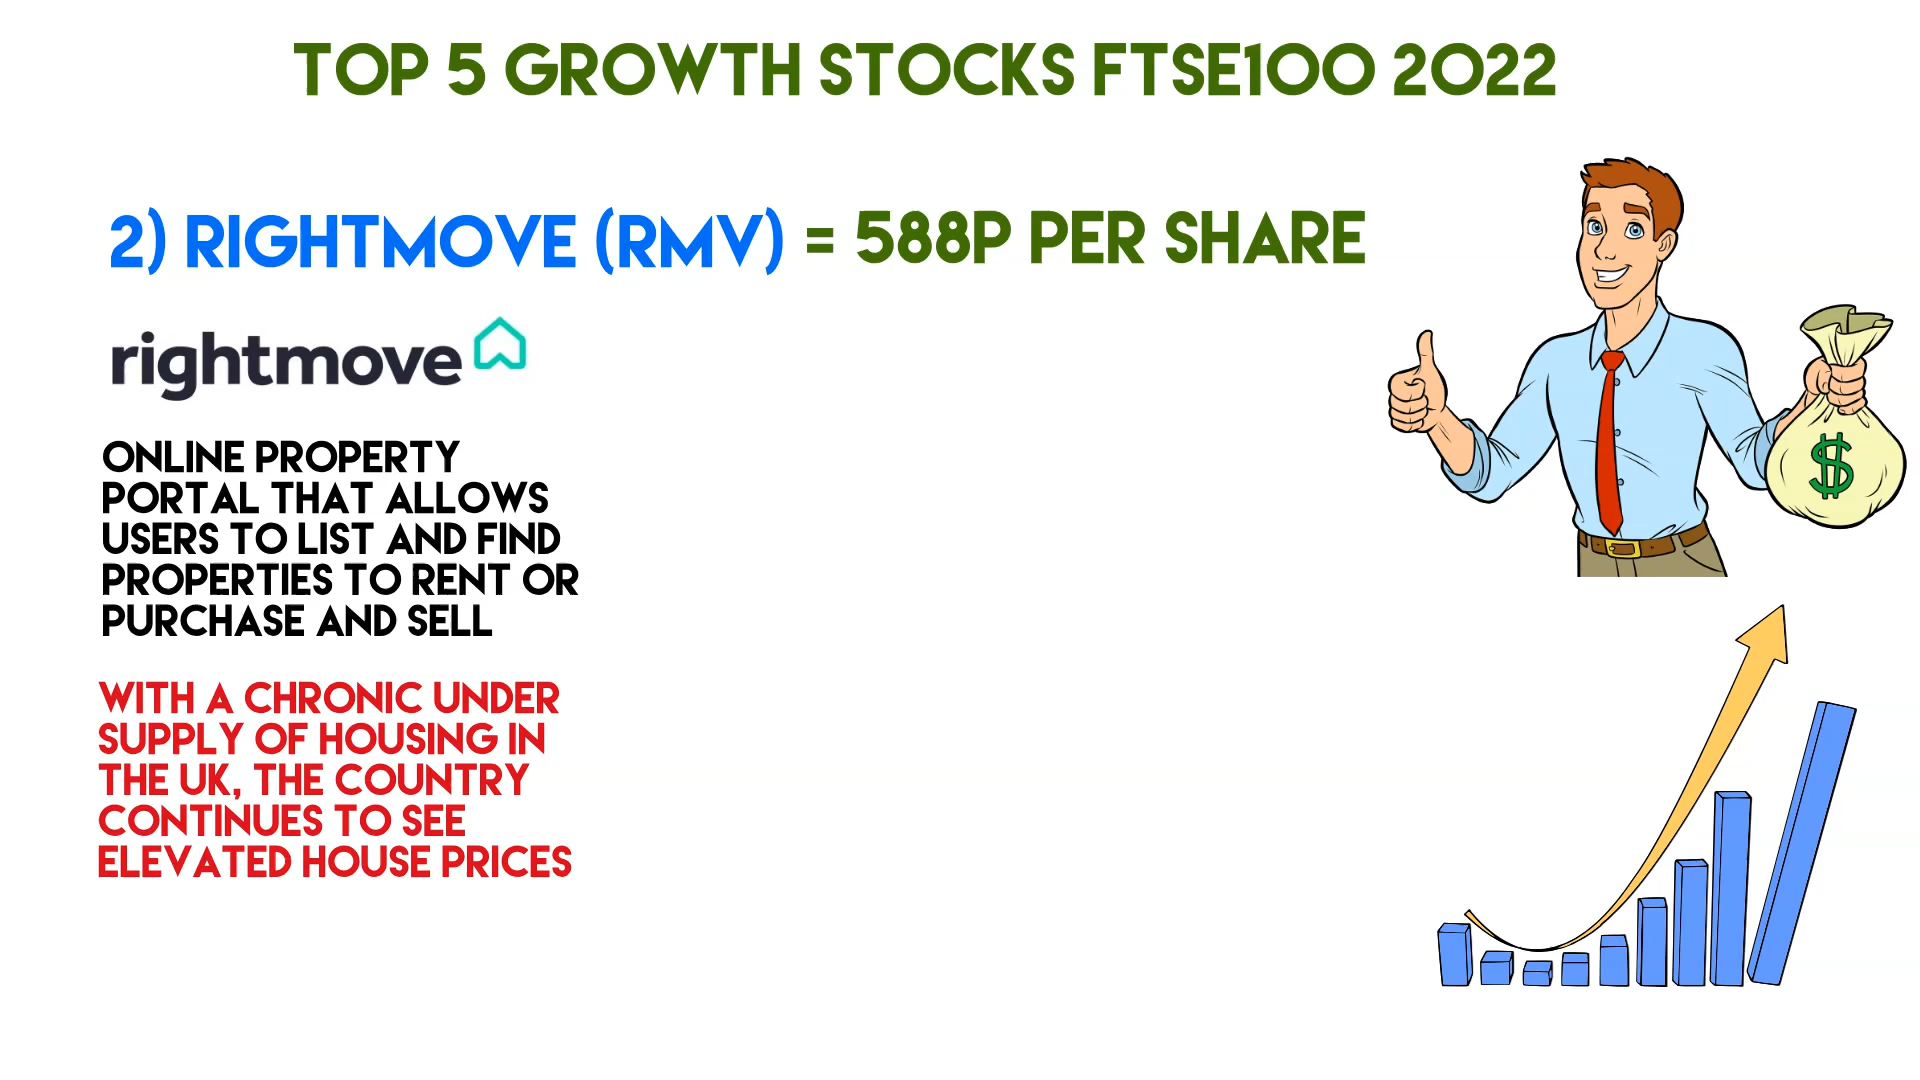 TOP 5 GROWTH STOCKS FTSE100 2022
2) RIGHTMOVE (RMV) = 588P PER SHARE
rightmove
ONLINE PROPERTY
PORTAL THAT ALLOWS
USERS TO LIST AND FIND
PROPERTIES TO RENT OR
PURCHASE AND SELL
WITH A CHRONIC UNDER
SUPPLY OF HOUSING IN
THE UK, THE COUNTRY
CONTINUES TO SEE
ELEVATED HOUSE PRICES
$